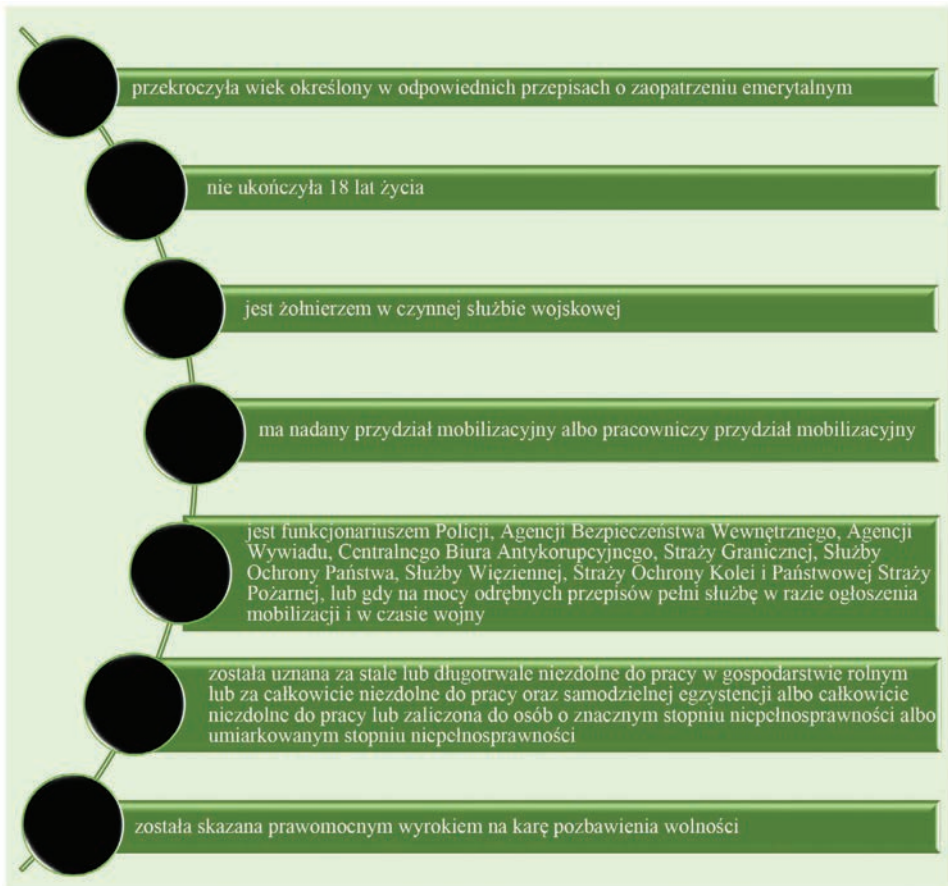 przekroczyła wiek określony w odpowiednich przepisach o zaopatrzeniu emerytalnym
nie ukończyła 18 lat życia
jest żołnierzem w czynnej służbie wojskowej
ma nadany przydział mobilizacyjny albo pracowniczy przydział mobilizacyjny
jest funkcjonariuszem Policji, Agencji Bezpieczeństwa Wewnętrznego, Agencji
Wywiadu, Centralnego Biura Antykorupcyjnego, Straży Granicznej, Służby
Ochrony Państwa, Służby Więziennej, Straży Ochrony Kolei i Państwowej Straży
Pożarnej, lub gdy na mocy odrębnych przepisów pełni służbę w razie ogłoszenia
mobilizacji i w czasie wojny
została uznana za stale lub długotrwale niezdolne do pracy w gospodarstwie rolnym
lub za całkowicie niezdolne do pracy oraz samodzielnej egzystencji albo całkowicie
niezdolne do pracy lub zaliczona do osób o znacznym stopniu niepełnosprawności albo
umiarkowanym stopniu niepełnosprawności
została skazana prawomocnym wyrokiem na karę pozbawienia wolności